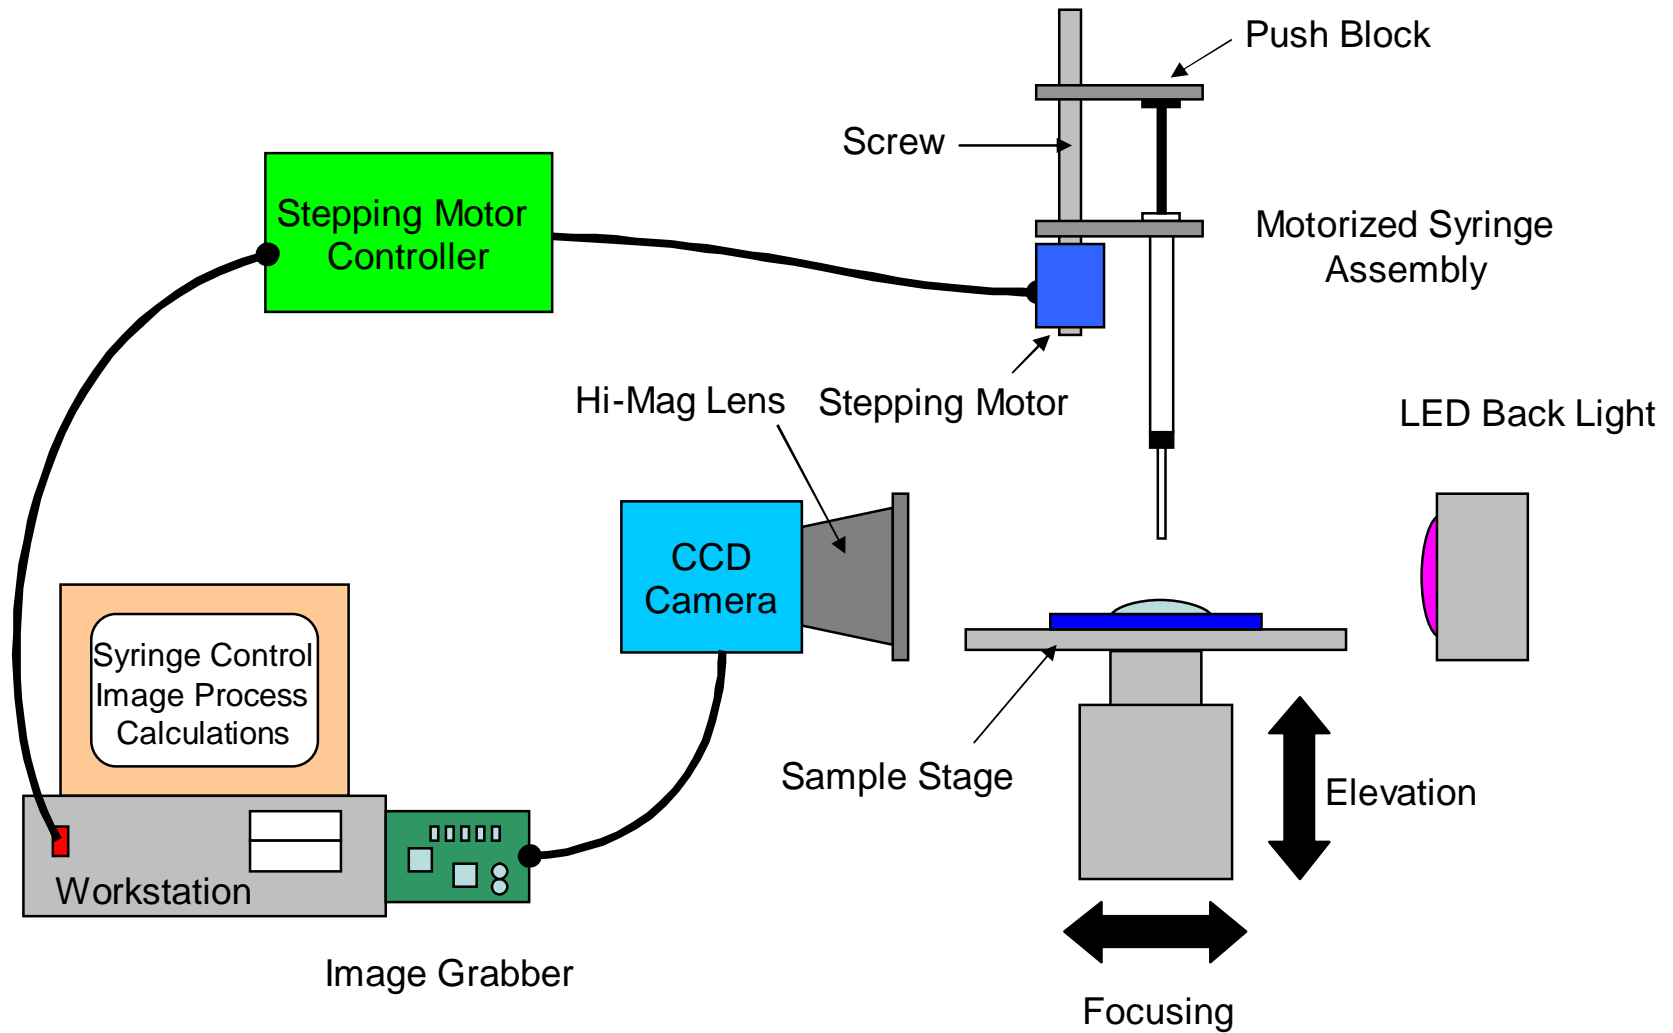 Push Block
Screw
Stepping Motor
Controller
Motorized Syringe
Assembly
Hi-Mag Lens
Stepping Motor
LED Back Light
CCD
Camera
Syringe Control
Image Process
Calculations
Sample Stage
Elevation
Workstation
Image Grabber
Focusing